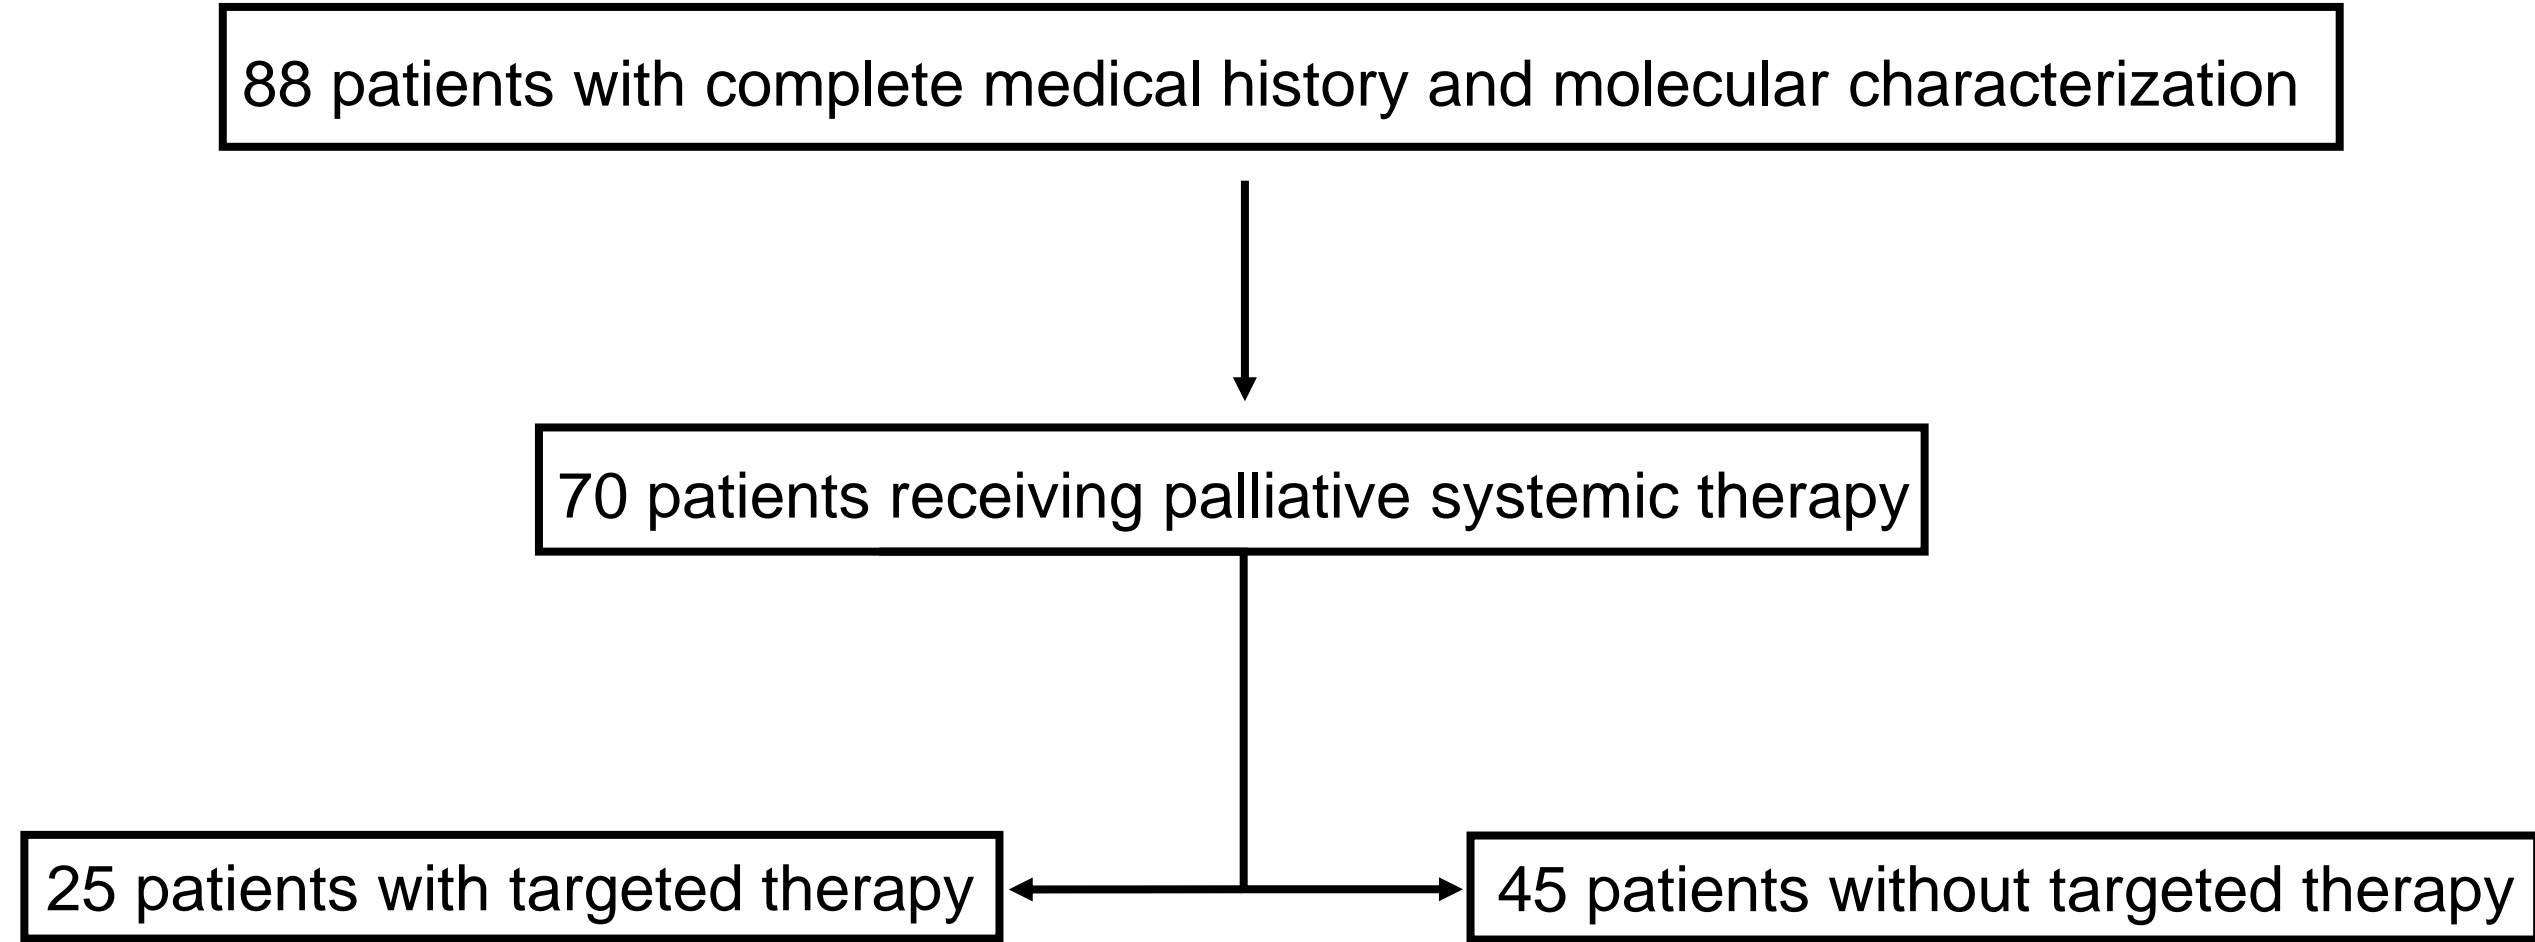 88 patients with complete medical history and molecular characterization
70 patients receiving palliative systemic therapy
25 patients with targeted therapy
45 patients without targeted therapy